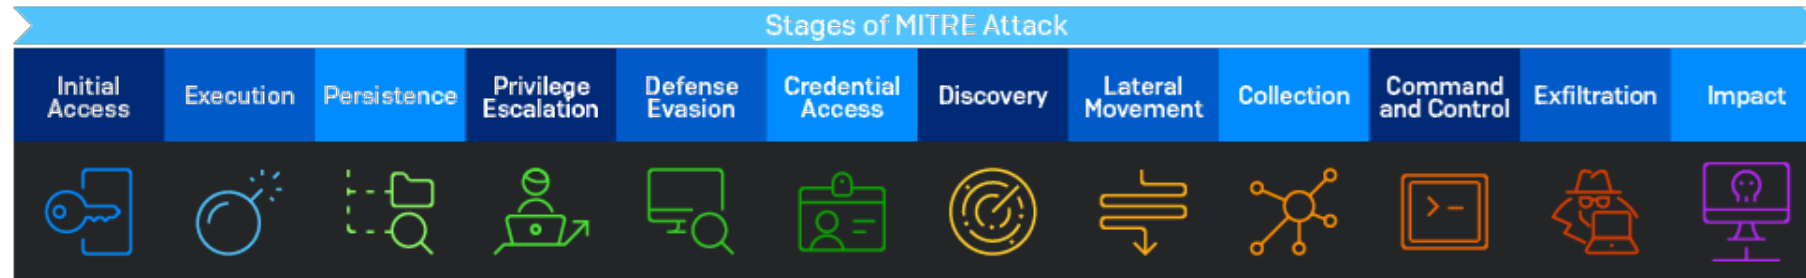 Stages of MITRE Attack
Initial
Access
Execution
Persistence
Privilege
Escalation
Defense
Evasion
Credential
Access
Discovery
Lateral
Movement
Collection
Command
and Control
Exfiltration
Impact